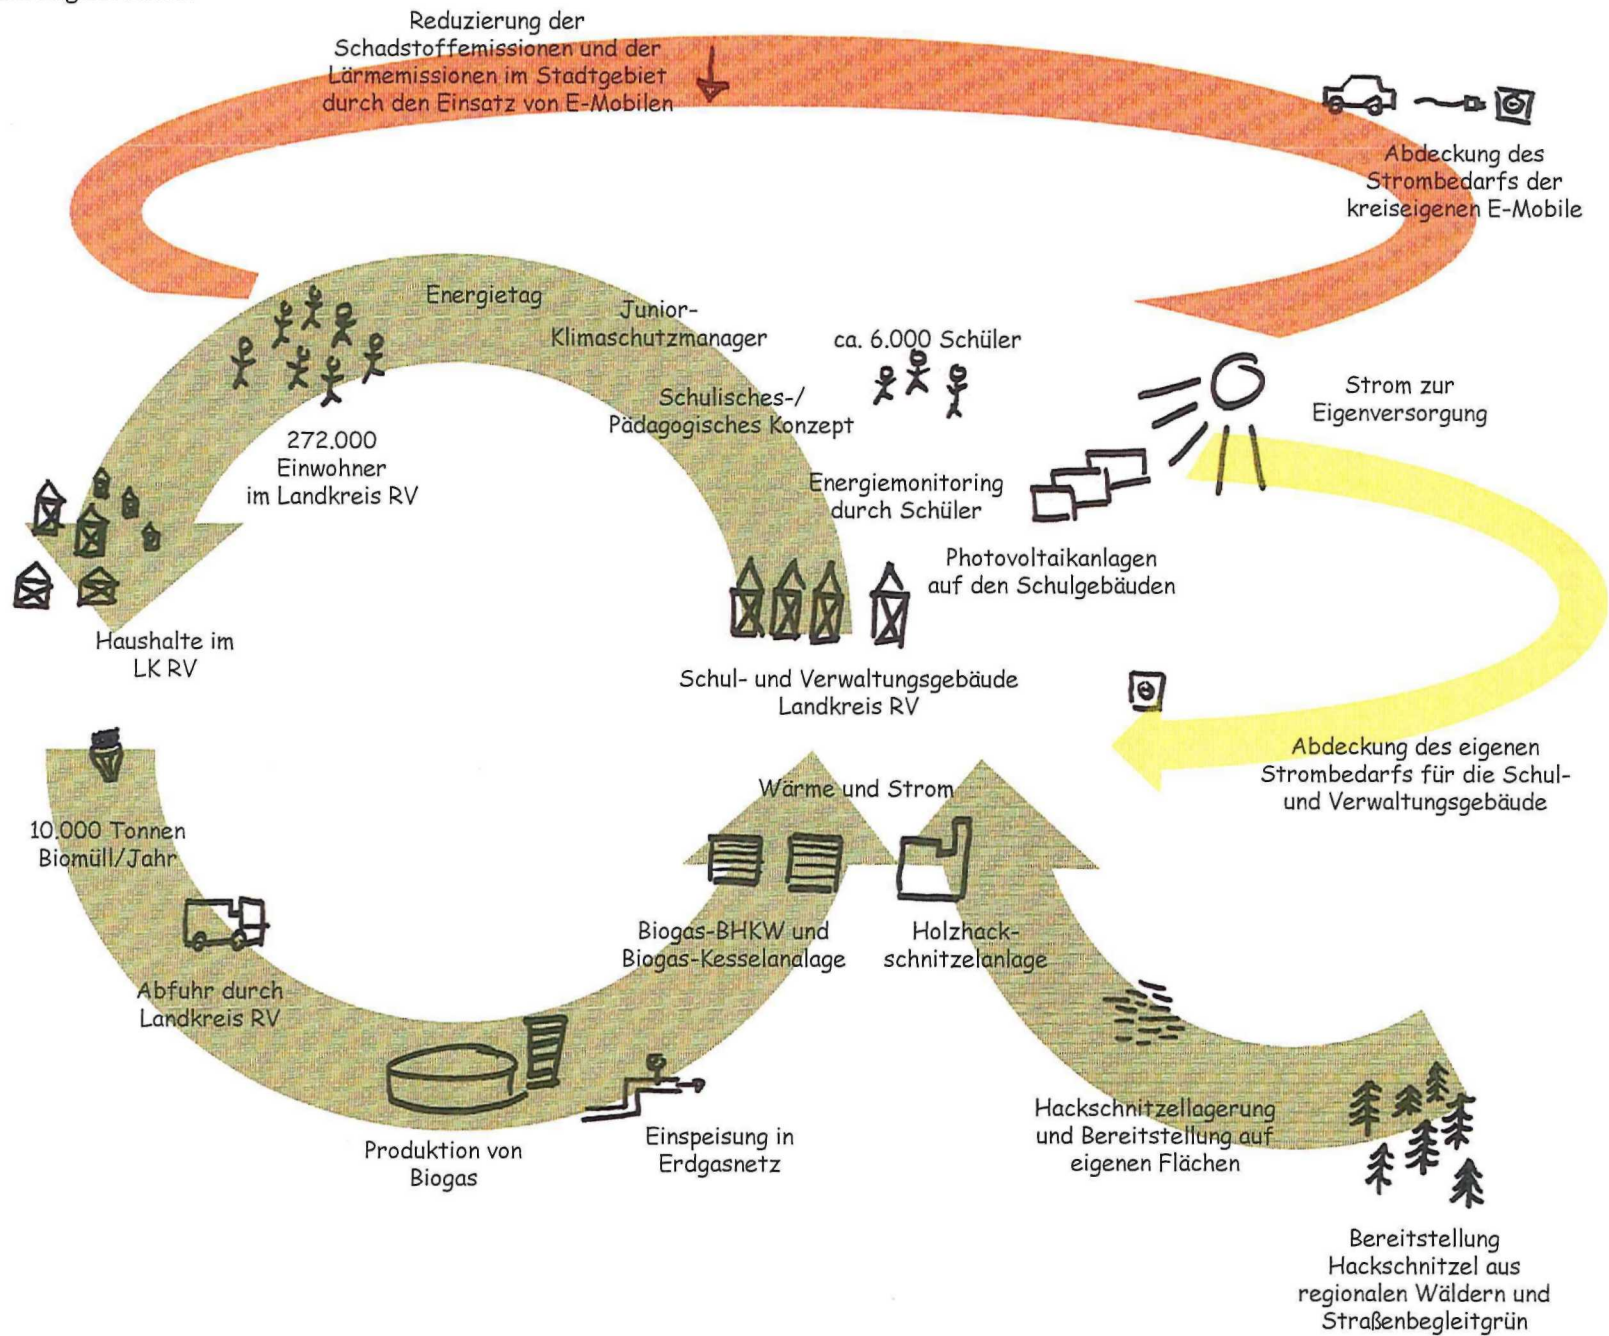 Reduzierung der
Schadstoffemissionen und der
Lärmemissionen im Stadtgebiet
durch den Einsatz von E-Mobilen
Abdeckung des
Strombedarfs der
kreiseigenen E-Mobile
Energietag
Junior-
Klimaschutzmanager
ca. 6.000 Schüler
Schulisches-/
Pädagogisches Konzept
Strom zur
Eigenversorgung
272.000
Einwohner
im Landkreis RV
Energiemonitoring
durch Schüler
Photovoltaikanlagen
auf den Schulgebäuden
Haushalte im
LK RV
Schul- und Verwaltungsgebäude
Landkreis RV
Abdeckung des eigenen
Strombedarfs für die Schul-
und Verwaltungsgebäude
Wärme und Strom
10.000 Tonnen
Biomüll/Jahr
Biogas-BHKW und
Biogas-Kesselanalage
Holzhack-
schnitzelanlage
Abfuhr durch
Landkreis RV
Produktion von
Biogas
Einspeisung in
Erdgasnetz
Hackschnitzellagerung
und Bereitstellung auf
eigenen Flächen
Bereitstellung
Hackschnitzel aus
regionalen Wäldern und
Straßenbegleitgrün